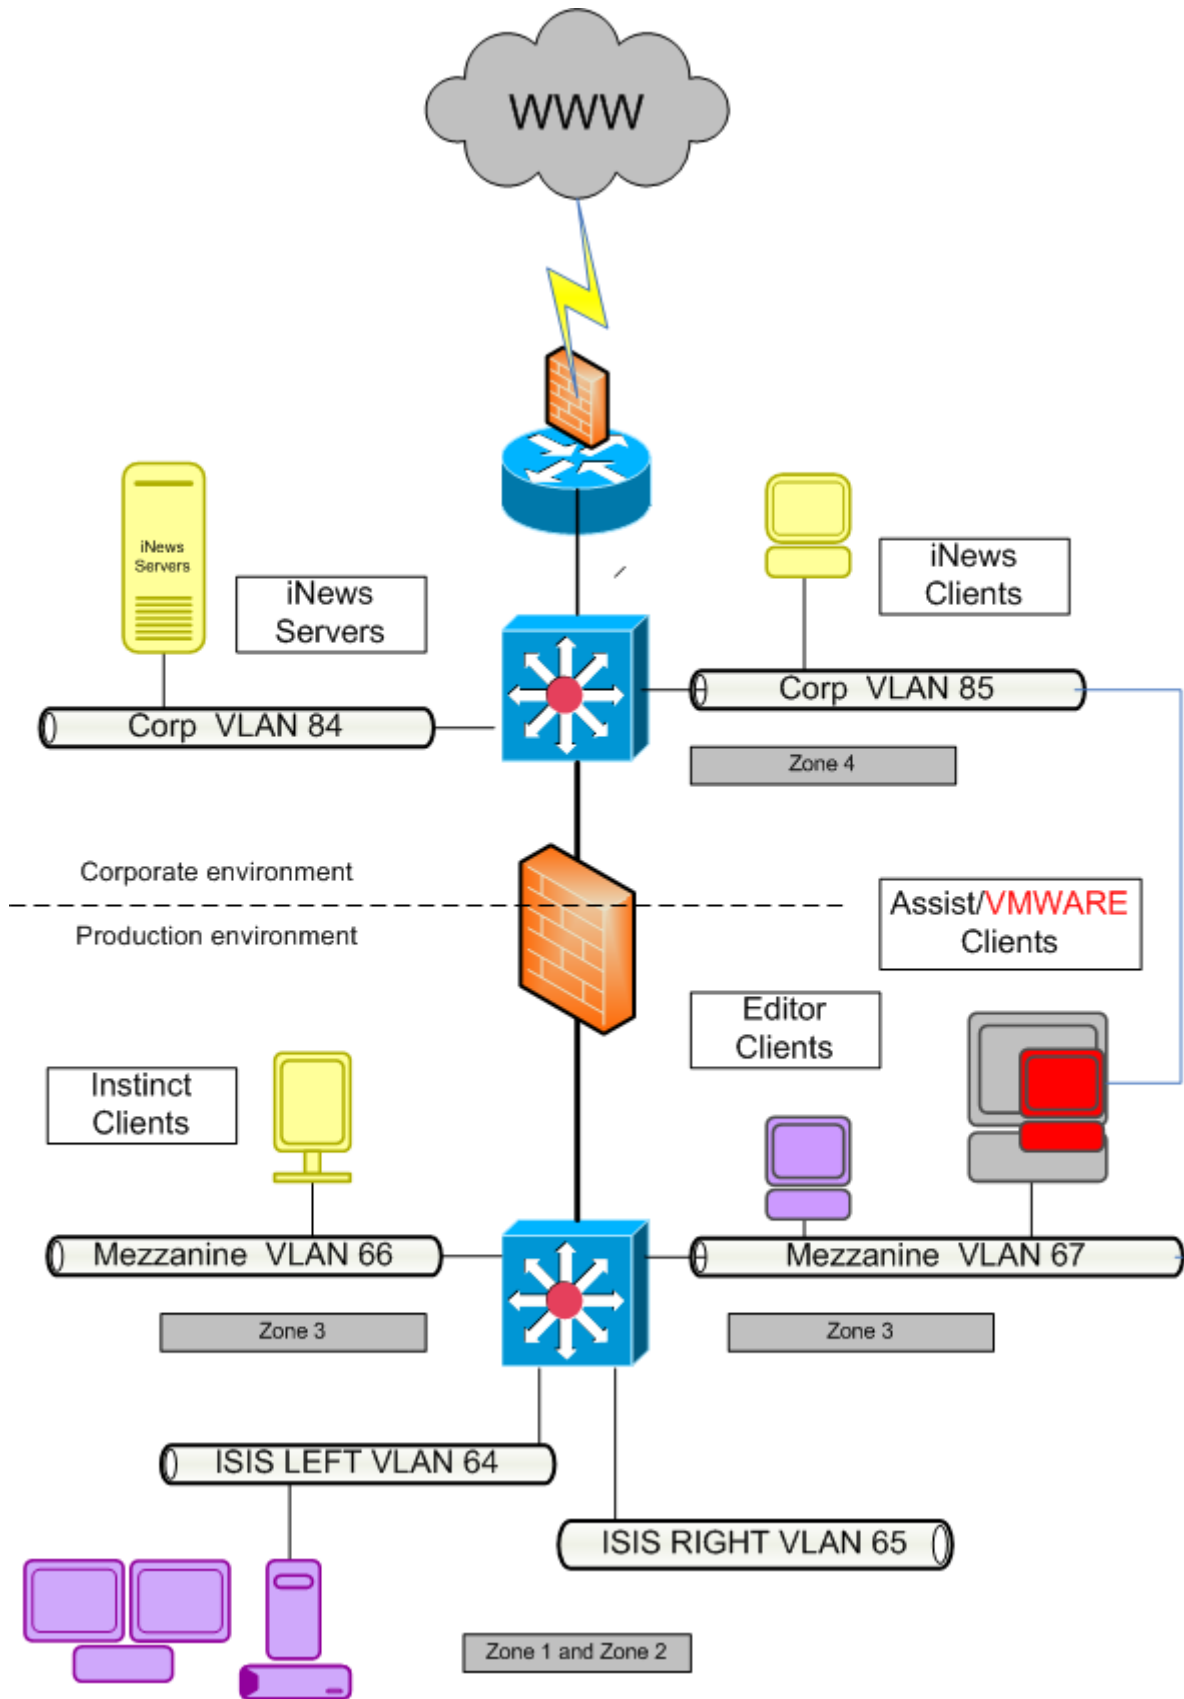 WWW
iNews
Servers
iNews
Servers
iNews
Clients
Corp VLAN 85
Corp VLAN 84
Zone 4
Corporate environment
Production environment
Assist/VMWARE
Clients
Editor
Clients
Instinct
Clients
Mezzanine VLAN 66
Mezzanine VLAN 67
Zone 3
Zone 3
ISIS LEFT VLAN 64
ISIS RIGHT VLAN 65
Zone 1 and Zone 2